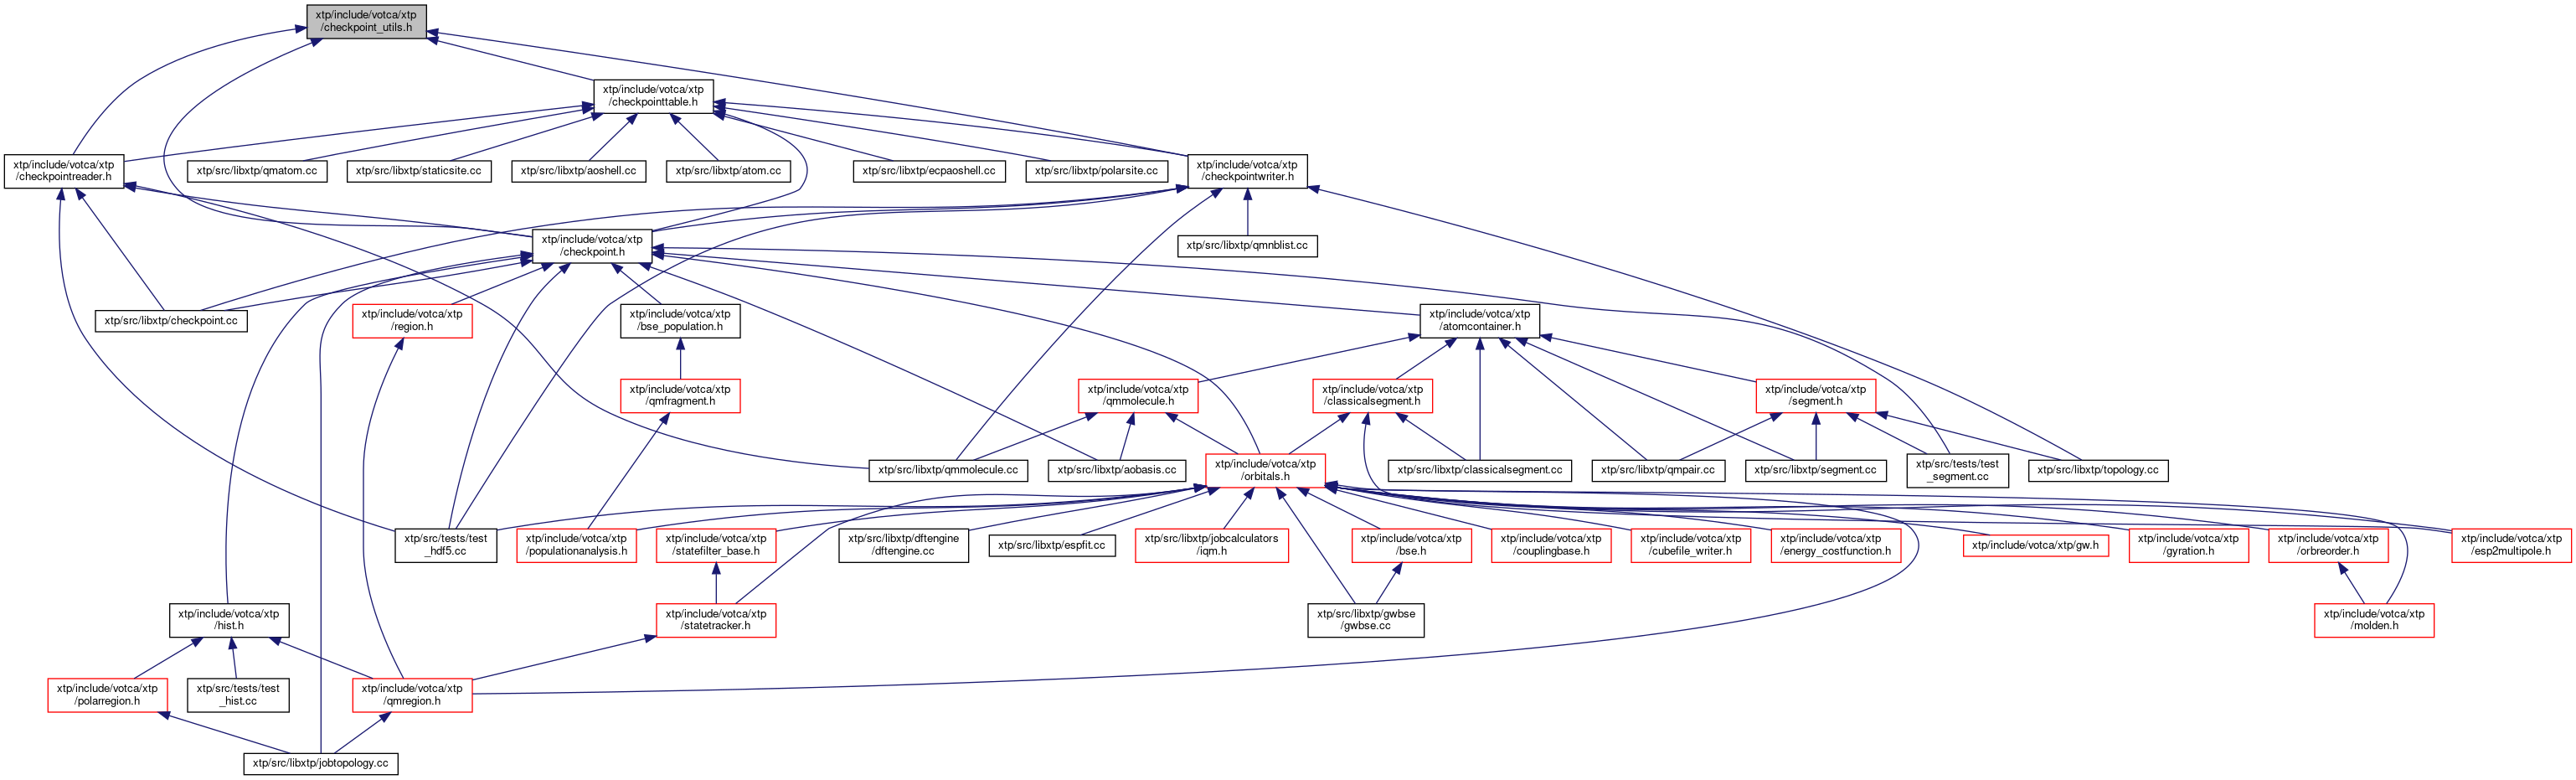 xtp/include/votca/xtp
/checkpoint_utils.h
xtp/include/votca/xtp
/checkpointtable.h
xtp/include/votca/xtp
/checkpointreader.h
xtp/src/libxtp/qmatom.cc
xtp/src/libxtp/staticsite.cc
xtp/src/libxtp/aoshell.cc
xtp/src/libxtp/atom.cc
xtp/src/libxtp/ecpaoshell.cc
xtp/src/libxtp/polarsite.cc
xtp/include/votca/xtp
/checkpointwriter.h
xtp/include/votca/xtp
/checkpoint.h
xtp/src/libxtp/qmnblist.cc
xtp/src/libxtp/checkpoint.cc
xtp/include/votca/xtp
/region.h
xtp/include/votca/xtp
/bse_population.h
xtp/include/votca/xtp
/atomcontainer.h
xtp/include/votca/xtp
/qmfragment.h
xtp/include/votca/xtp
/qmmolecule.h
xtp/include/votca/xtp
/classicalsegment.h
xtp/include/votca/xtp
/segment.h
xtp/src/libxtp/qmmolecule.cc
xtp/src/libxtp/aobasis.cc
xtp/include/votca/xtp
/orbitals.h
xtp/src/libxtp/classicalsegment.cc
xtp/src/libxtp/qmpair.cc
xtp/src/libxtp/segment.cc
xtp/src/tests/test
_segment.cc
xtp/src/libxtp/topology.cc
xtp/src/tests/test
_hdf5.cc
xtp/include/votca/xtp
/populationanalysis.h
xtp/include/votca/xtp
/statefilter_base.h
xtp/src/libxtp/dftengine
/dftengine.cc
xtp/src/libxtp/espfit.cc
xtp/src/libxtp/jobcalculators
/iqm.h
xtp/include/votca/xtp
/bse.h
xtp/include/votca/xtp
/couplingbase.h
xtp/include/votca/xtp
/cubefile_writer.h
xtp/include/votca/xtp
/energy_costfunction.h
xtp/include/votca/xtp/gw.h
xtp/include/votca/xtp
/gyration.h
xtp/include/votca/xtp
/orbreorder.h
xtp/include/votca/xtp
/esp2multipole.h
xtp/include/votca/xtp
/hist.h
xtp/include/votca/xtp
/statetracker.h
xtp/src/libxtp/gwbse
/gwbse.cc
xtp/include/votca/xtp
/molden.h
xtp/include/votca/xtp
/polarregion.h
xtp/src/tests/test
_hist.cc
xtp/include/votca/xtp
/qmregion.h
xtp/src/libxtp/jobtopology.cc